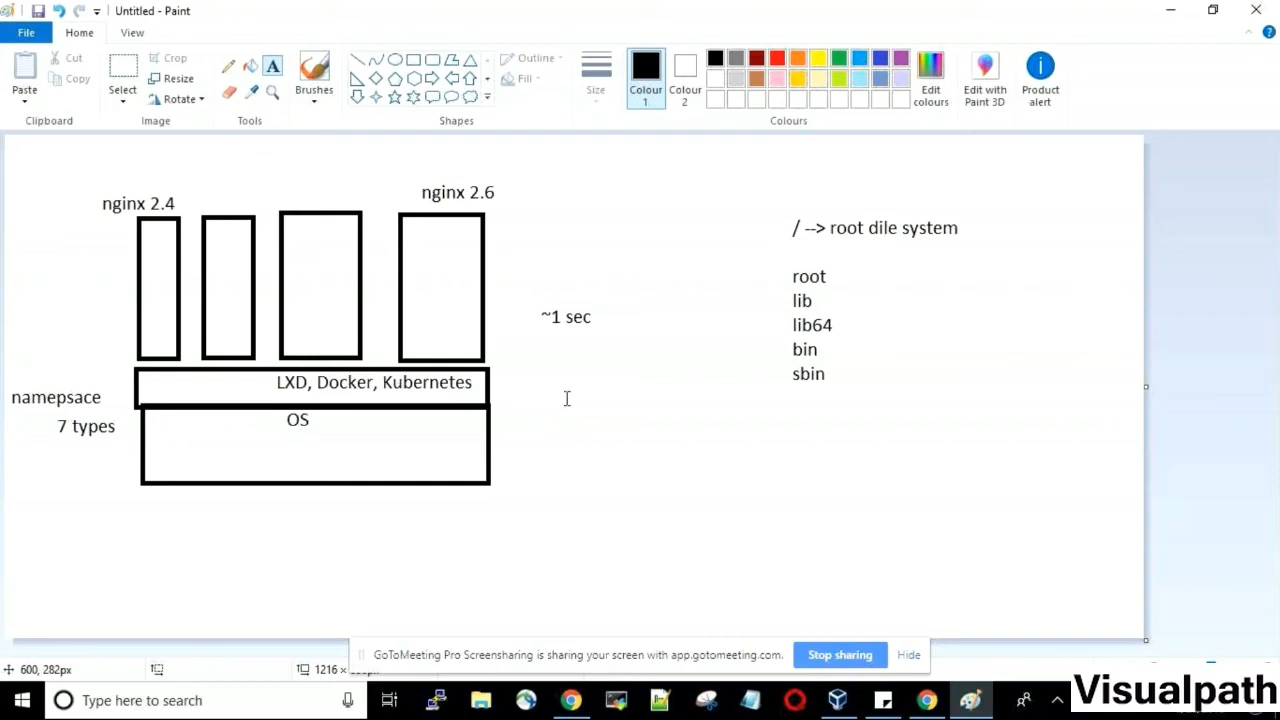 Untitled - Paint
File
Home
View
Paste
Cut
Copy
Clipboard
Select
Crop
Resize
Rotate
Image
A
Tools
Brushes
Outline
Fill
Shapes
Size
Colour 1
Colour 2
Edit colours
Edit with Paint 3D
Product alert
Colours
nginx 2.4
nginx 2.6
/ --> root dile system
root
lib
lib64
bin
sbin
~1 sec
LXD, Docker, Kubernetes
namepsace
7 types
OS
GoToMeeting Pro Screensharing is sharing your screen with app.gotomeeting.com.
Stop sharing
Hide
600, 282px
1216 ×
Type here to search
Visualpath